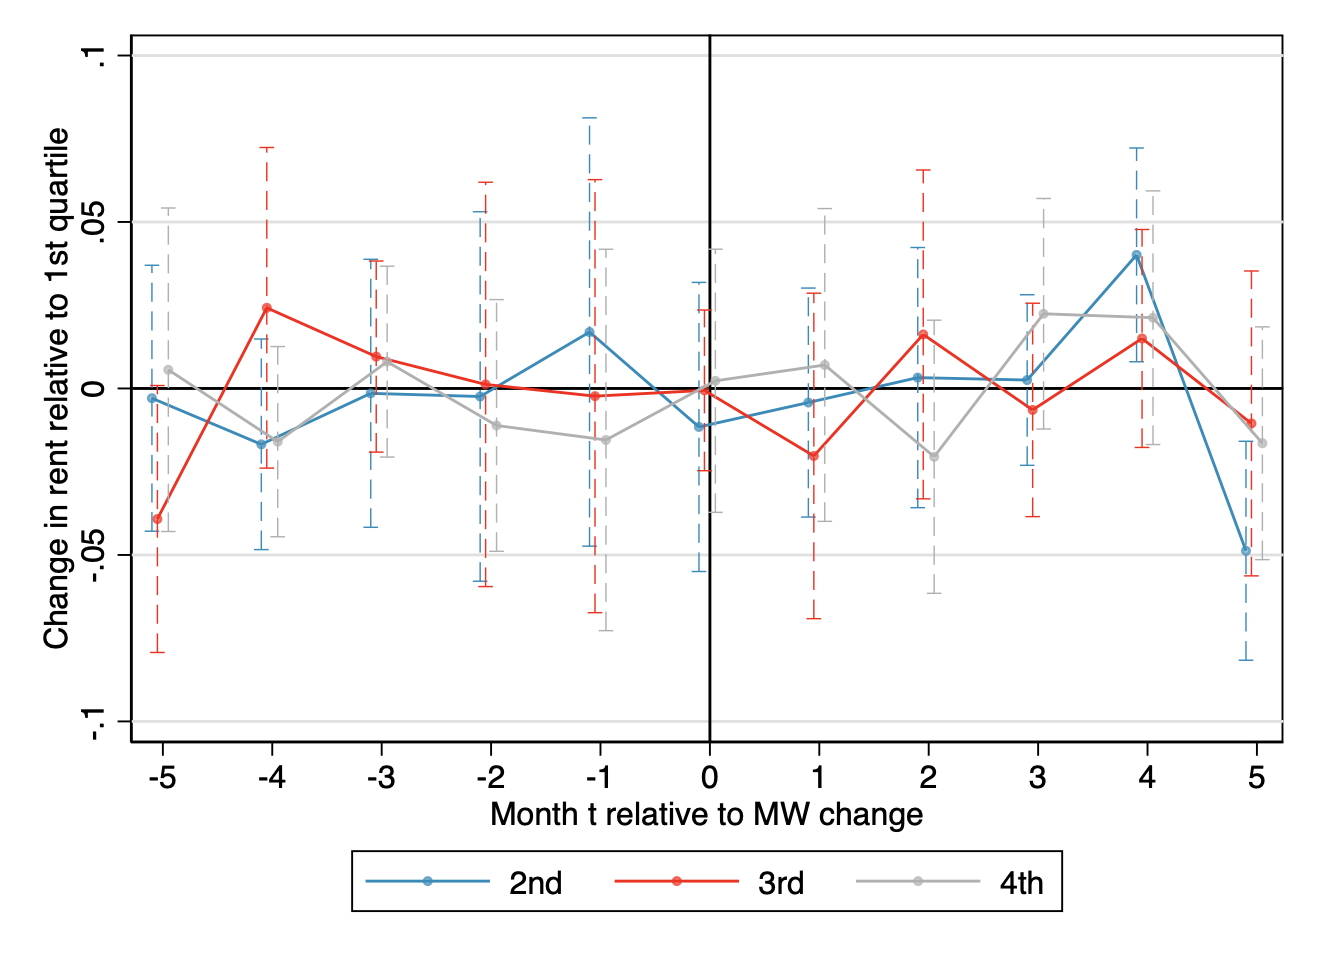 Change in rent relative to 1st quartile
.1
.05
0
-.05
-.1
-5 -4 -3 -2 -1 0 1 2 3 4 5
Month t relative to MW change
2nd 3rd 4th